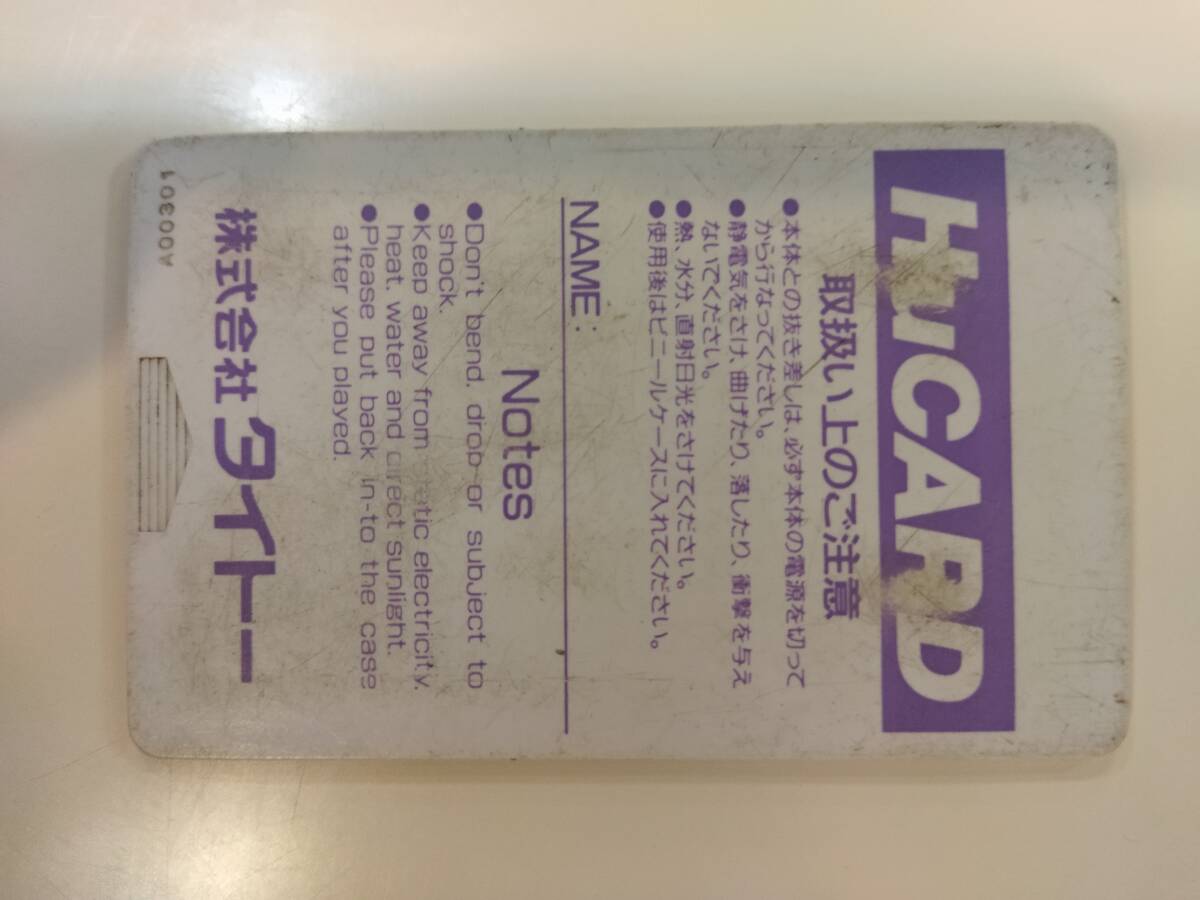 HuCARD
取扱い上のご注意
●本体との抜き差しは、必ず本体の電源を切って
から行なってください。
●静電気をさけ、曲げたり、落したり、衝撃を与え
ないでください。
●熱、水分、直射日光をさけてください。
●使用後はビニールケースに入れてください。
NAME:
Notes
●Don't bend, drop or subject to
shock.
●Keep away from static electricity,
heat, water and direct sunlight.
●Please put back in-to the case
after you played.
株式会社タイトー
A00301